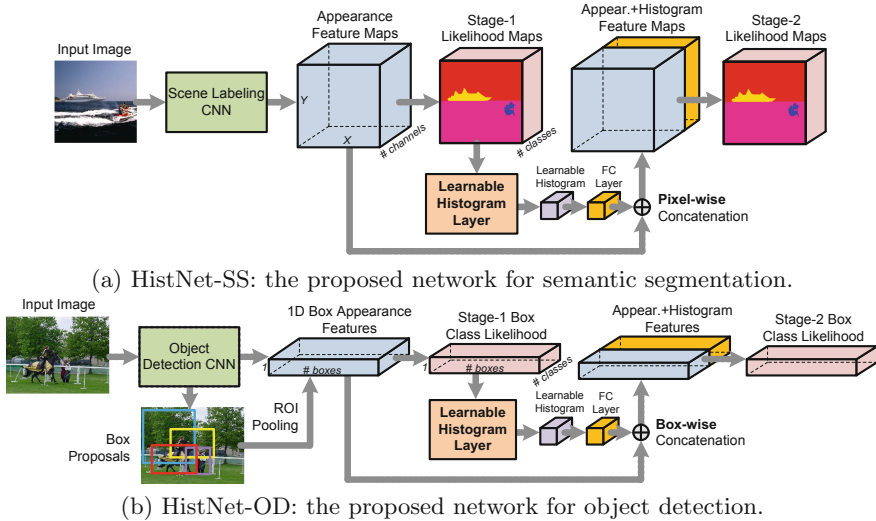 Input Image
Scene Labeling
CNN
Appearance
Feature Maps
Y
X
# channels
Stage-1
Likelihood Maps
# classes
Learnable
Histogram
Layer
Learnable
Histogram
FC
Layer
Appear.+Histogram
Feature Maps
Pixel-wise
Concatenation
Stage-2
Likelihood Maps
(a) HistNet-SS: the proposed network for semantic segmentation.
Input Image
Object
Detection CNN
Box
Proposals
ROI
Pooling
1D Box Appearance
Features
1
# boxes
Stage-1 Box
Class Likelihood
1
# boxes
# classes
Learnable
Histogram
Layer
Learnable
Histogram
FC
Layer
Appear.+Histogram
Features
Box-wise
Concatenation
Stage-2 Box
Class Likelihood
(b) HistNet-OD: the proposed network for object detection.